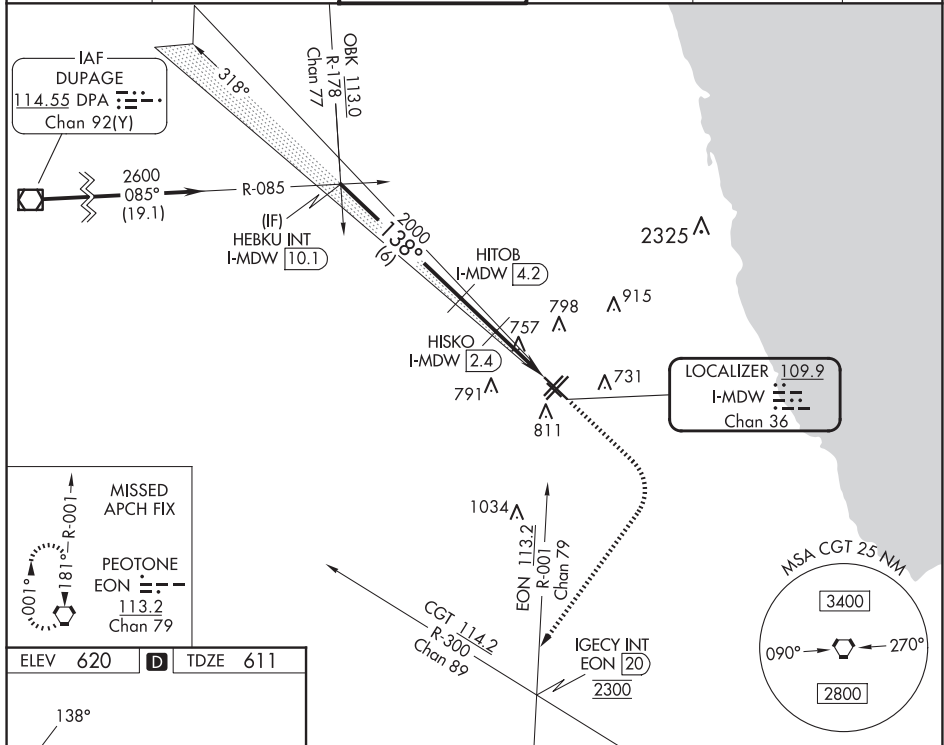 IAF
DUPAGE
114.55 DPA
Chan 92(Y)
318°
OBK 113.0
R-178
Chan 77
2600
085°
(19.1)
R-085
(IF)
HEBKU INT
I-MDW 10.1
2000
138°
(6)
HITOB
I-MDW 4.2
HISKO
I-MDW 2.4
2325
915
798
757
731
791
811
LOCALIZER 109.9
I-MDW
Chan 36
1034
EON 113.2
R-001
Chan 79
CGT 114.2
R-300
Chan 89
IGECY INT
EON 20
2300
MISSED
APCH FIX
R-001
181°
001°
PEOTONE
EON
113.2
Chan 79
MSA CGT 25 NM
3400
090°
270°
2800
ELEV 620 D TDZE 611
138°